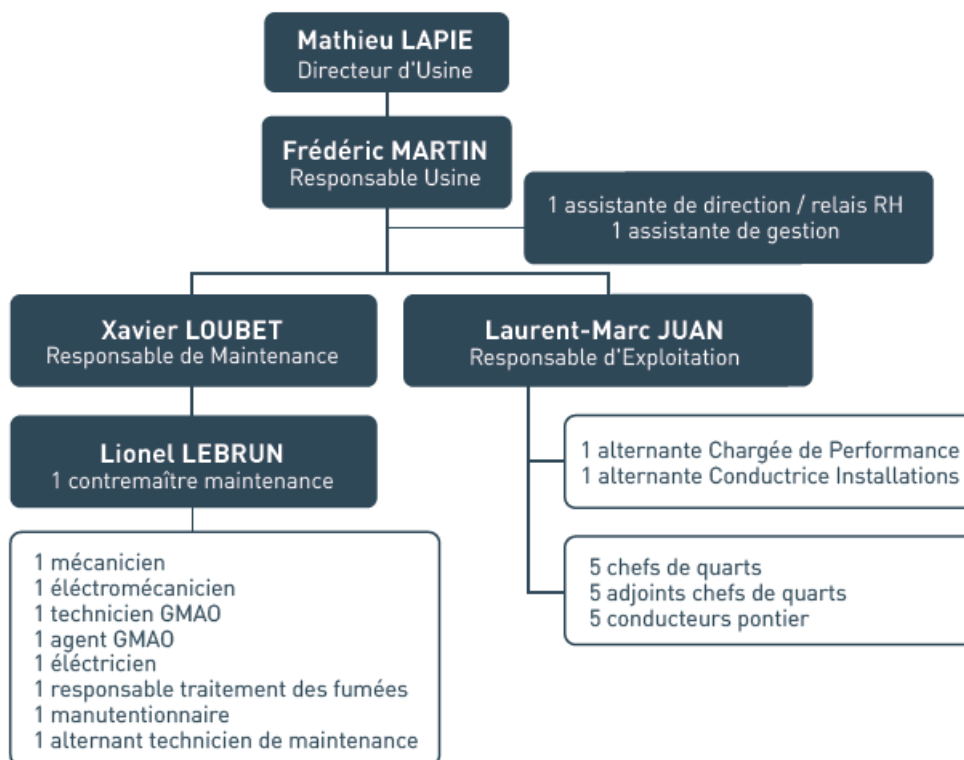 Mathieu LAPIE
Directeur d'Usine
Frédéric MARTIN
Responsable Usine
1 assistante de direction / relais RH
1 assistante de gestion
Xavier LOUBET
Responsable de Maintenance
Laurent-Marc JUAN
Responsable d'Exploitation
Lionel LEBRUN
1 contremaître maintenance
1 mécanicien
1 éléctromécanicien
1 technicien GMAO
1 agent GMAO
1 éléctricien
1 responsable traitement des fumées
1 manutentionnaire
1 alternant technicien de maintenance
1 alternante Chargée de Performance
1 alternante Conductrice Installations
5 chefs de quarts
5 adjoints chefs de quarts
5 conducteurs pontier